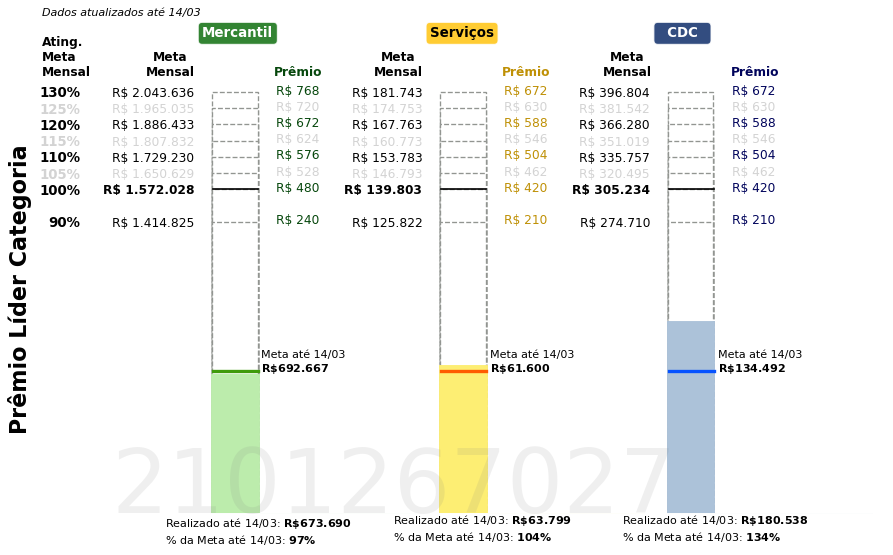 Dados atualizados até 14/03
Mercantil Serviços CDC
Ating.
Meta Meta Meta Meta
Mensal Mensal Prêmio Mensal Prêmio Mensal Prêmio
130% R$ 2.043.636 R$ 768 R$ 181.743 R$ 672 R$ 396.804 R$ 672
125% R$ 1.965.035 R$ 720 R$ 174.753 R$ 630 R$ 381.542 R$ 630
120% R$ 1.886.433 R$ 672 R$ 167.763 R$ 588 R$ 366.280 R$ 588
115% R$ 1.807.832 R$ 624 R$ 160.773 R$ 546 R$ 351.019 R$ 546
110% R$ 1.729.230 R$ 576 R$ 153.783 R$ 504 R$ 335.757 R$ 504
105% R$ 1.650.629 R$ 528 R$ 146.793 R$ 462 R$ 320.495 R$ 462
100% R$ 1.572.028 R$ 480 R$ 139.803 R$ 420 R$ 305.234 R$ 420
90% R$ 1.414.825 R$ 240 R$ 125.822 R$ 210 R$ 274.710 R$ 210
Prêmio Líder Categoria
Meta até 14/03 Meta até 14/03 Meta até 14/03
R$692.667 R$61.600 R$134.492
2101267027
Realizado até 14/03: R$673.690 Realizado até 14/03: R$63.799 Realizado até 14/03: R$180.538
% da Meta até 14/03: 97% % da Meta até 14/03: 104% % da Meta até 14/03: 134%